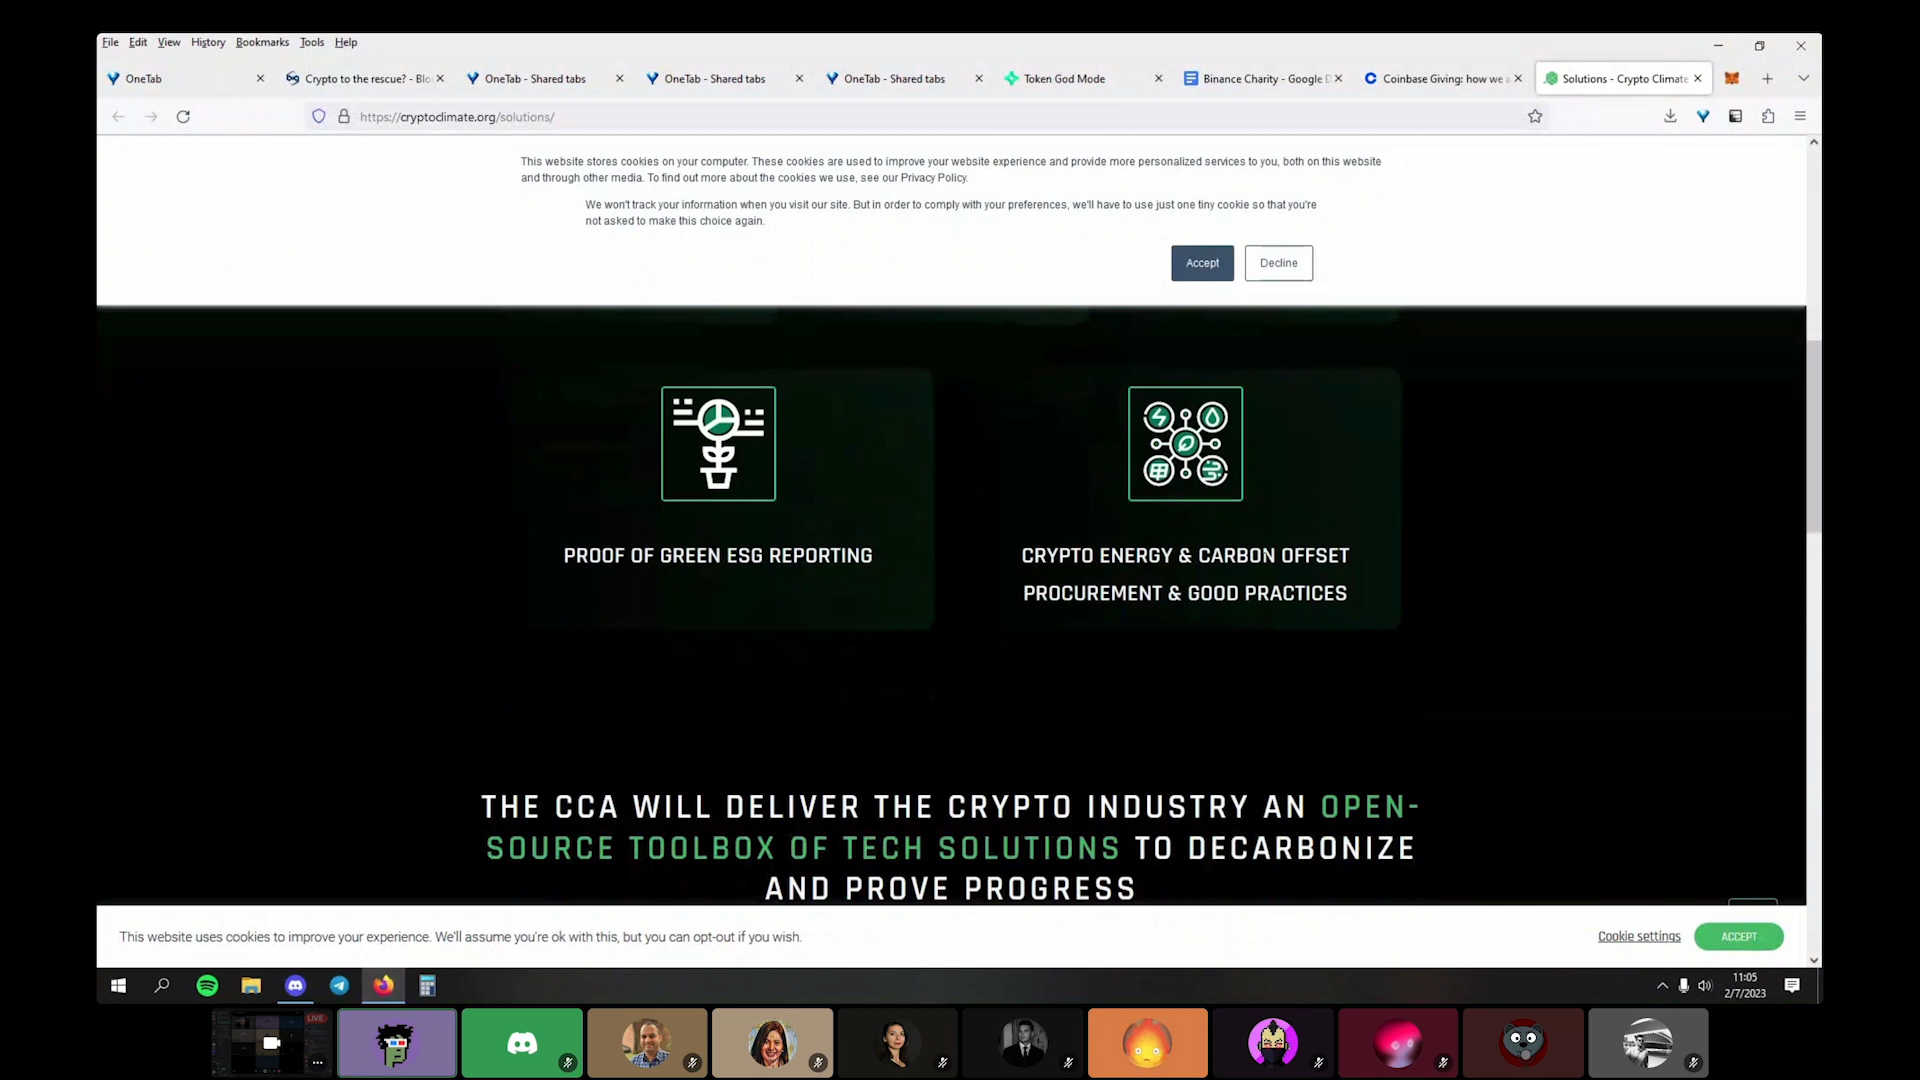 File Edit View History Bookmarks Tools Help
OneTab
Crypto to the rescue? - Blo
OneTab - Shared tabs
OneTab - Shared tabs
OneTab - Shared tabs
Token God Mode
Binance Charity - Google D
Coinbase Giving: how we a
Solutions - Crypto Climate
https://cryptoclimate.org/solutions/
This website stores cookies on your computer. These cookies are used to improve your website experience and provide more personalized services to you, both on this website
and through other media. To find out more about the cookies we use, see our Privacy Policy.
We won't track your information when you visit our site. But in order to comply with your preferences, we'll have to use just one tiny cookie so that you're
not asked to make this choice again.
Accept Decline
PROOF OF GREEN ESG REPORTING
CRYPTO ENERGY & CARBON OFFSET
PROCUREMENT & GOOD PRACTICES
THE CCA WILL DELIVER THE CRYPTO INDUSTRY AN OPEN-
SOURCE TOOLBOX OF TECH SOLUTIONS TO DECARBONIZE
AND PROVE PROGRESS
This website uses cookies to improve your experience. We'll assume you're ok with this, but you can opt-out if you wish.
Cookie settings ACCEPT
11:05
2/7/2023
LIVE